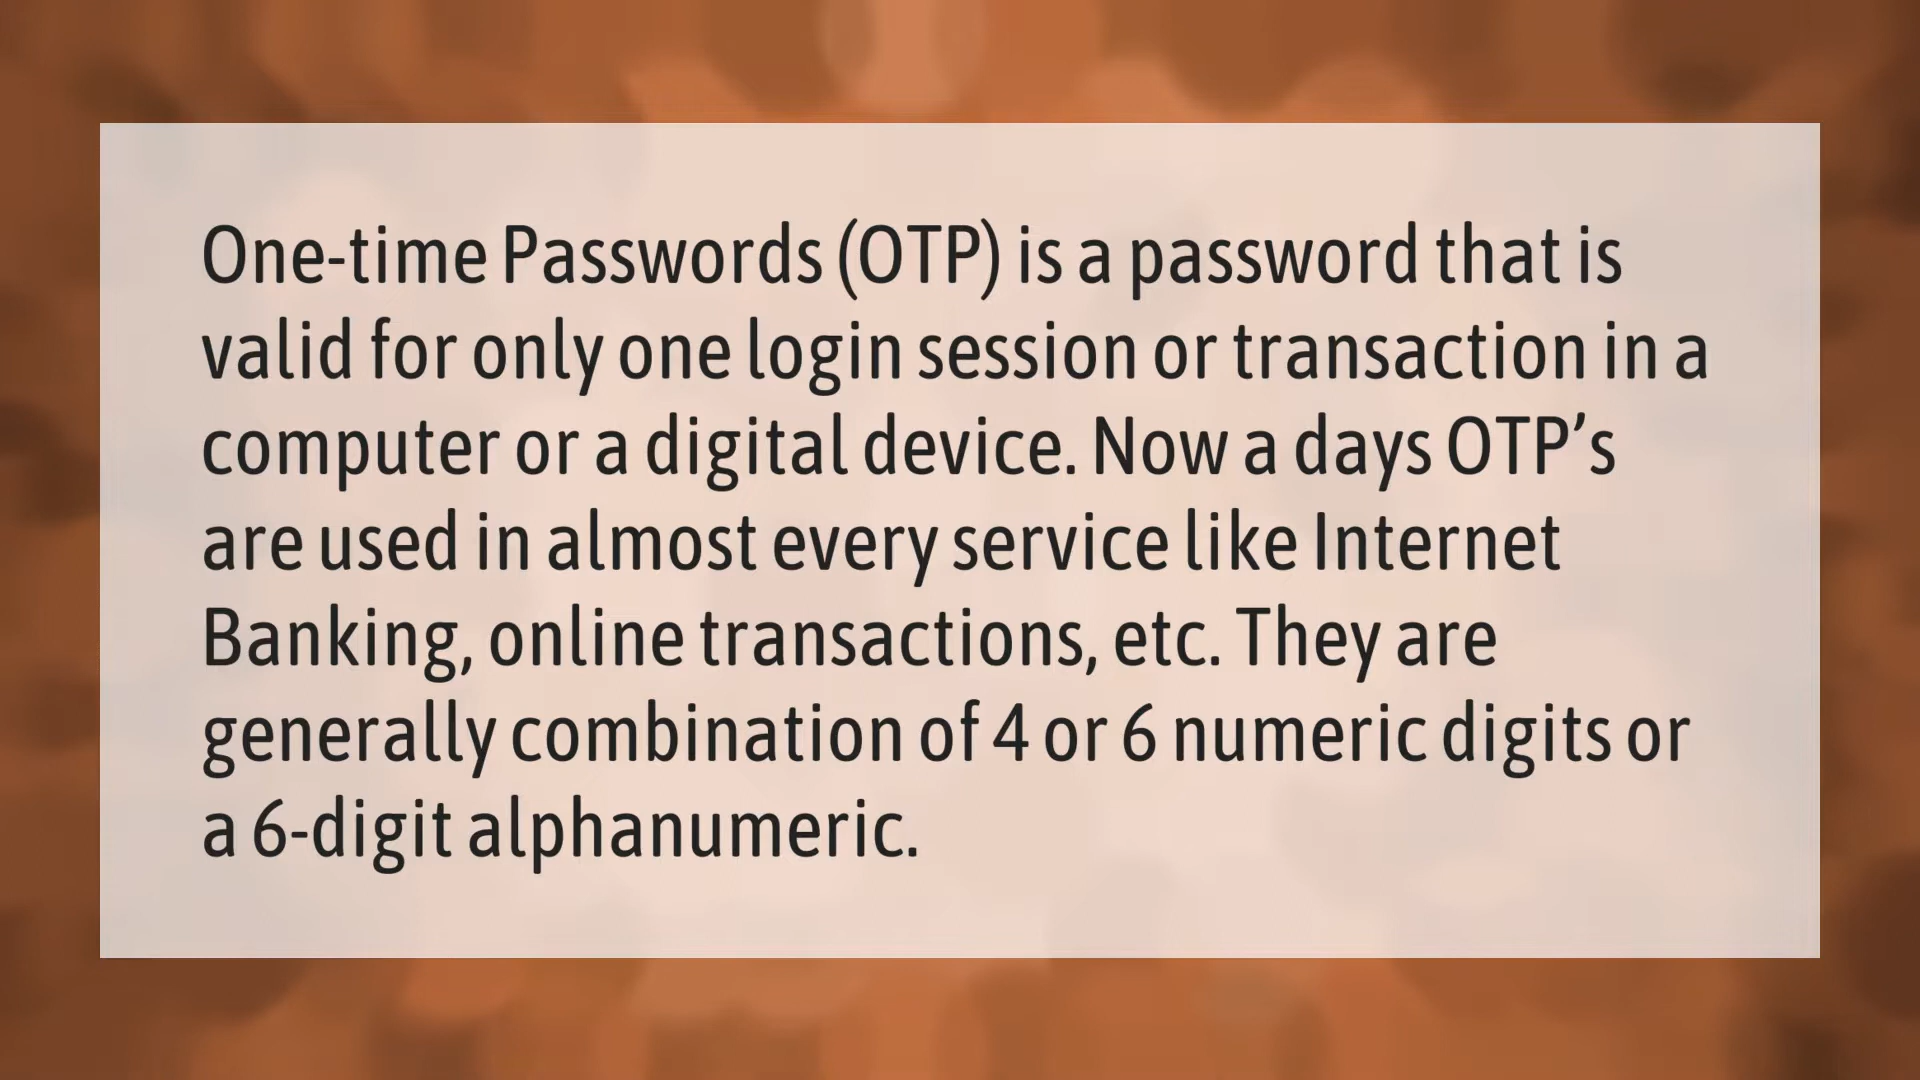 One-time Passwords (OTP) is a password that is
valid for only one login session or transaction in a
computer or a digital device. Now a days OTP’s
are used in almost every service like Internet
Banking, online transactions, etc. They are
generally combination of 4 or 6 numeric digits or
a 6-digit alphanumeric.